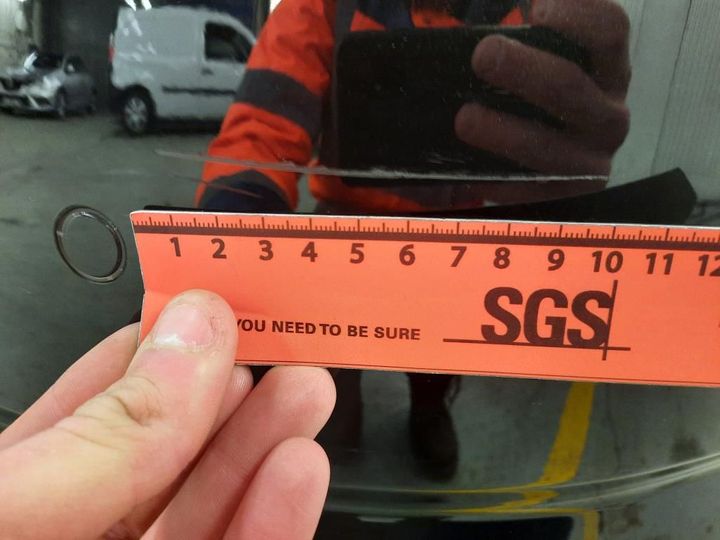 1 2 3 4 5 6 7 8 9 10 11 12
YOU NEED TO BE SURE
SGS